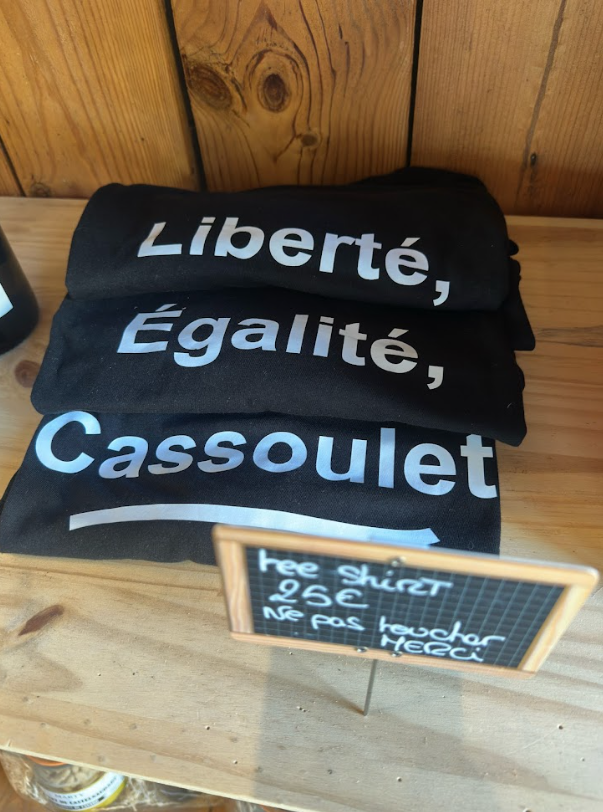 Liberté,
Égalité,
Cassoulet
tee shirt
25€
Ne pas toucher
MERCi